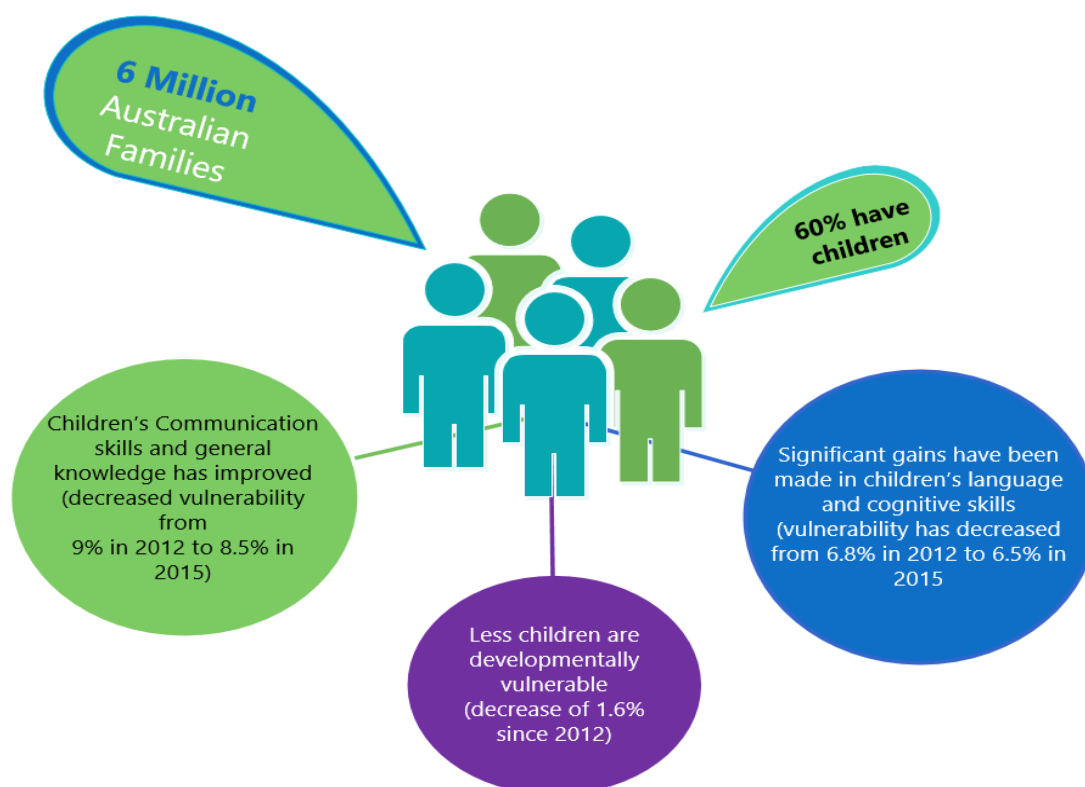 6 Million
Australian
Families
60% have
children
Children’s Communication
skills and general
knowledge has improved
(decreased vulnerability
from
9% in 2012 to 8.5% in
2015)
Significant gains have been
made in children’s language
and cognitive skills
(vulnerability has decreased
from 6.8% in 2012 to 6.5% in
2015
Less children are
developmentally
vulnerable
(decrease of 1.6%
since 2012)